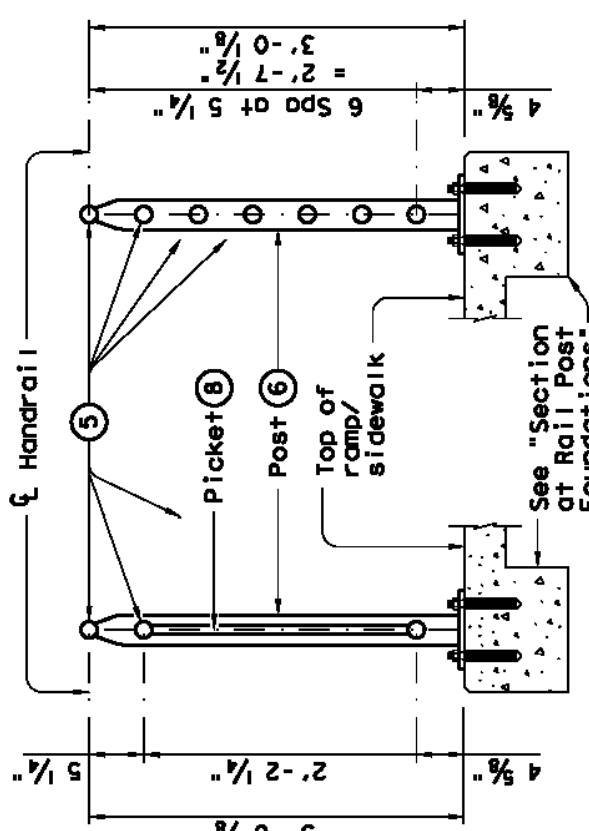 3'-0 1/8"
6 Spa at 5 1/4"
= 2'-7 1/2"
4 5/8"
℄ Handrail
5
Picket 8
Post 6
Top of
ramp/
sidewalk
See "Section
at Rail Post
Foundations"
5 1/4"
2'-2 1/4"
4 5/8"